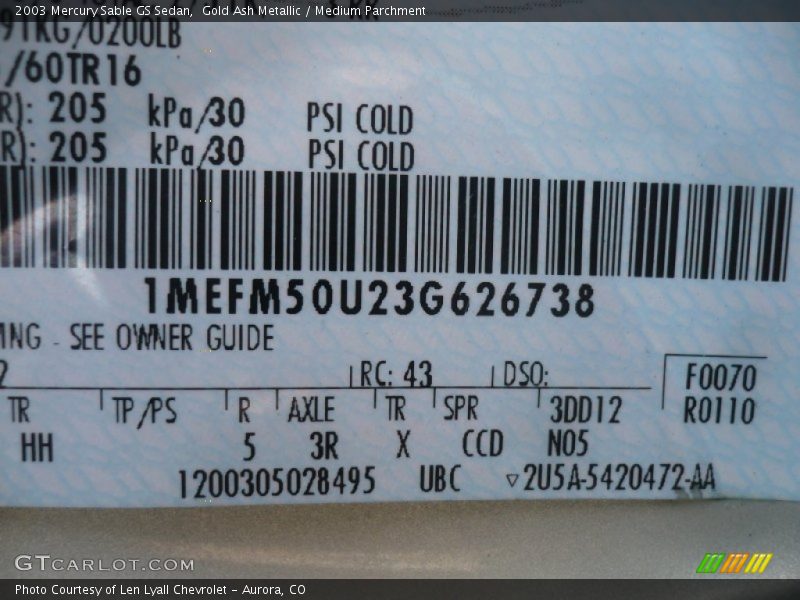 2003 Mercury Sable GS Sedan,  Gold Ash Metallic / Medium Parchment
91KG/0200LB
/60TR16
R): 205 kPa/30 PSI COLD
R): 205 kPa/30 PSI COLD
1MEFM50U23G626738
ING - SEE OWNER GUIDE
2 RC: 43 DSO: F0070
TR TP/PS R AXLE TR SPR 3DD12 R0110
HH 5 3R X CCD N05
1200305028495 UBC ▽2U5A-5420472-AA
GTCARLOT.COM
Photo Courtesy of Len Lyall Chevrolet – Aurora, CO